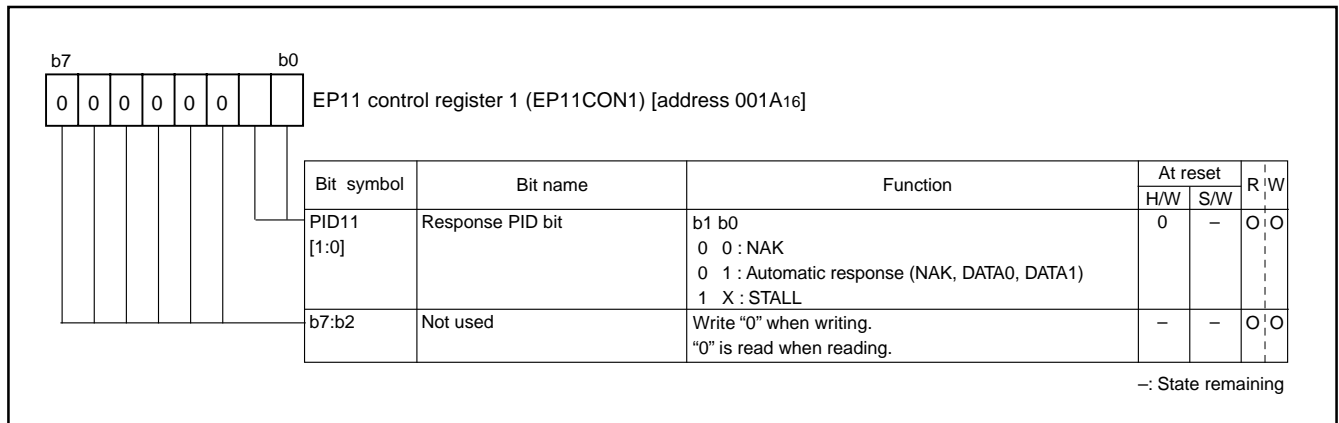 b7 b0
0 0 0 0 0 0 EP11 control register 1 (EP11CON1) [address 001A16]
Bit symbol Bit name Function At reset R W
H/W S/W
PID11 Response PID bit b1 b0 0 – O O
[1:0] 0 0 : NAK
0 1 : Automatic response (NAK, DATA0, DATA1)
1 X : STALL
b7:b2 Not used Write “0” when writing. – – O O
“0” is read when reading.
–: State remaining